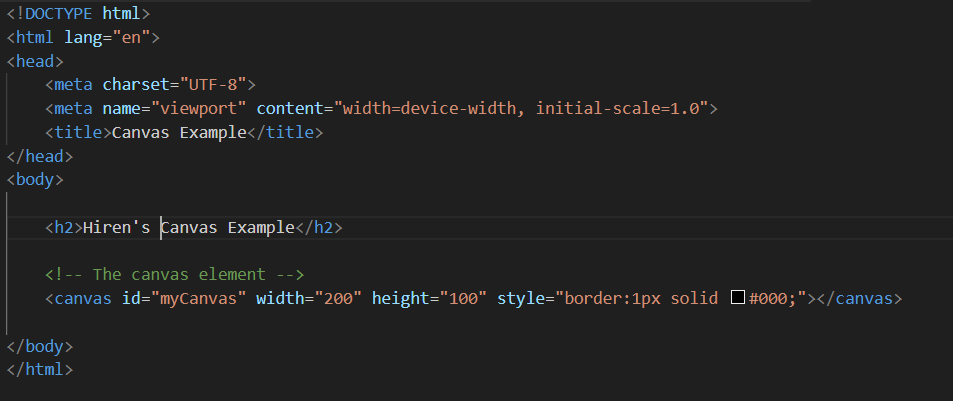 <!DOCTYPE html>
<html lang="en">
<head>
    <meta charset="UTF-8">
    <meta name="viewport" content="width=device-width, initial-scale=1.0">
    <title>Canvas Example</title>
</head>
<body>
    <h2>Hiren's Canvas Example</h2>
    <!-- The canvas element -->
    <canvas id="myCanvas" width="200" height="100" style="border:1px solid #000;"></canvas>
</body>
</html>